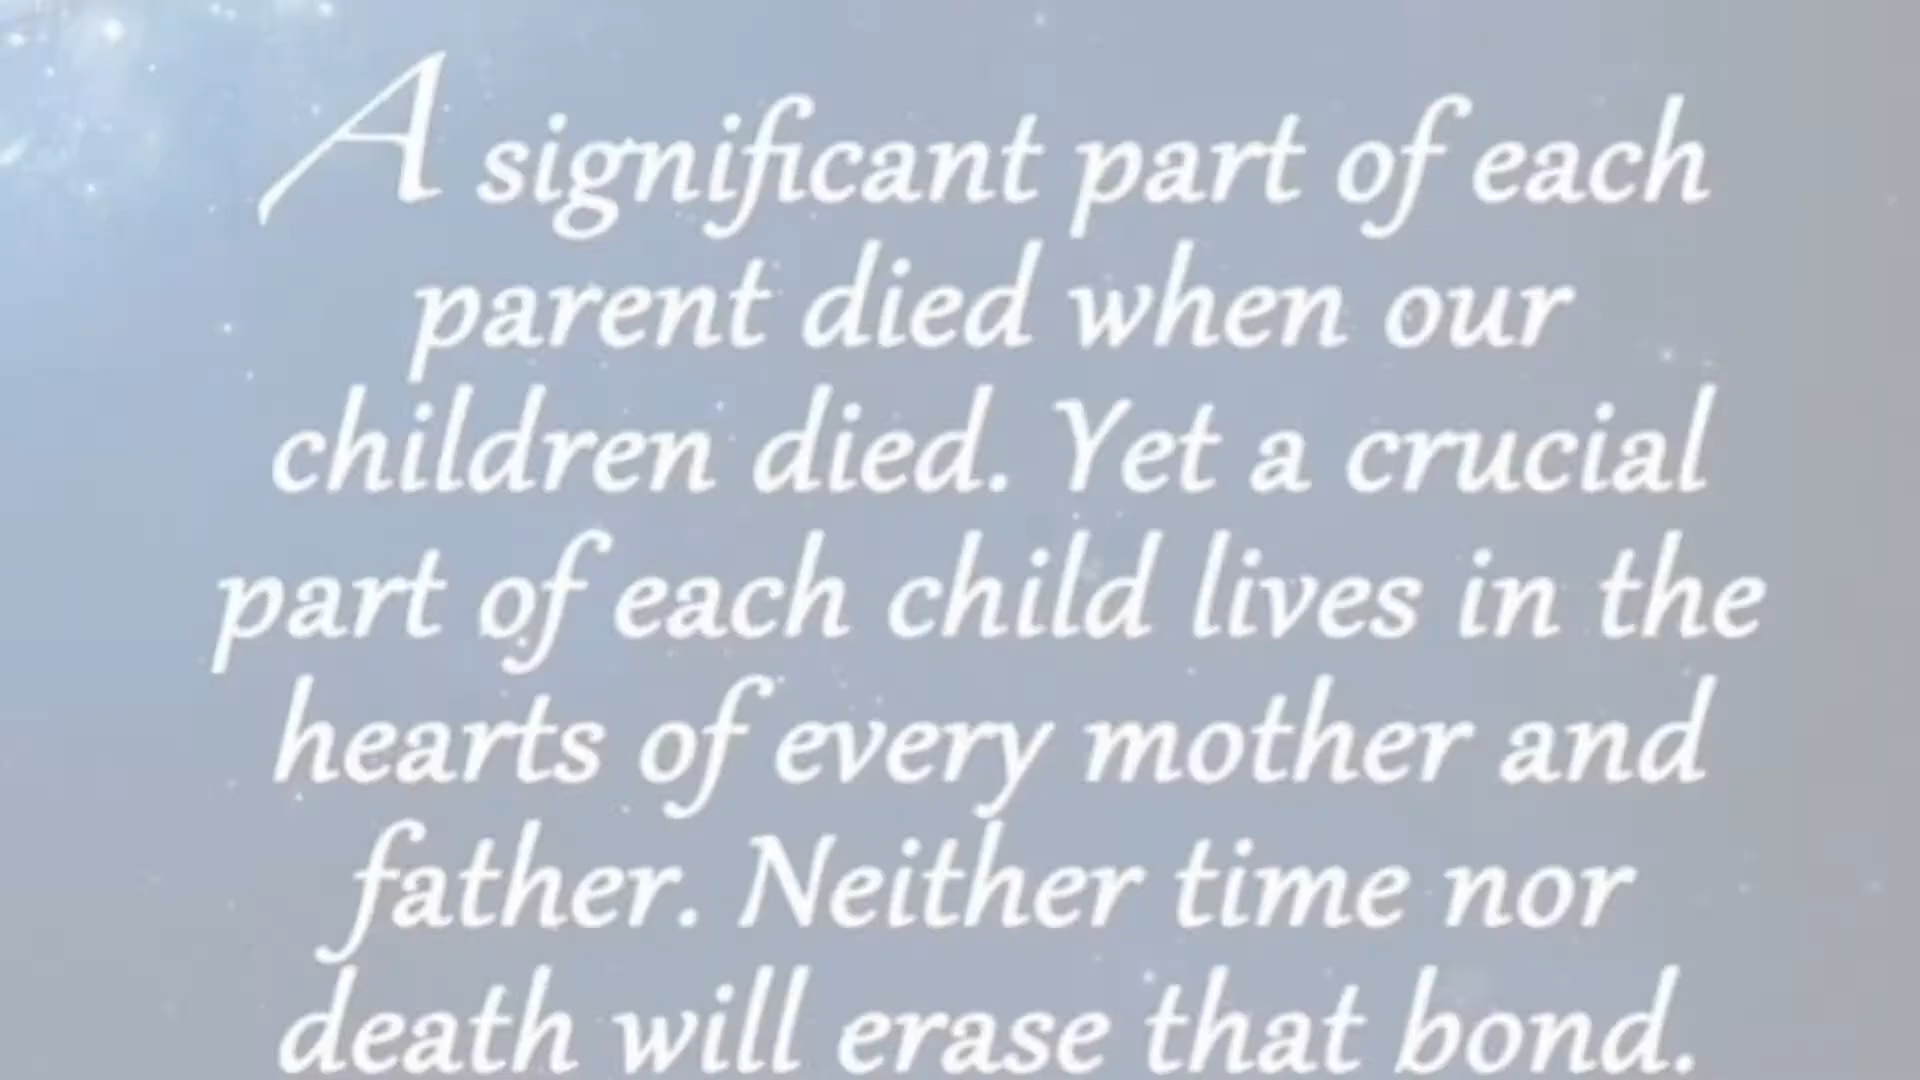 A significant part of each
parent died when our
children died. Yet a crucial
part of each child lives in the
hearts of every mother and
father. Neither time nor
death will erase that bond.